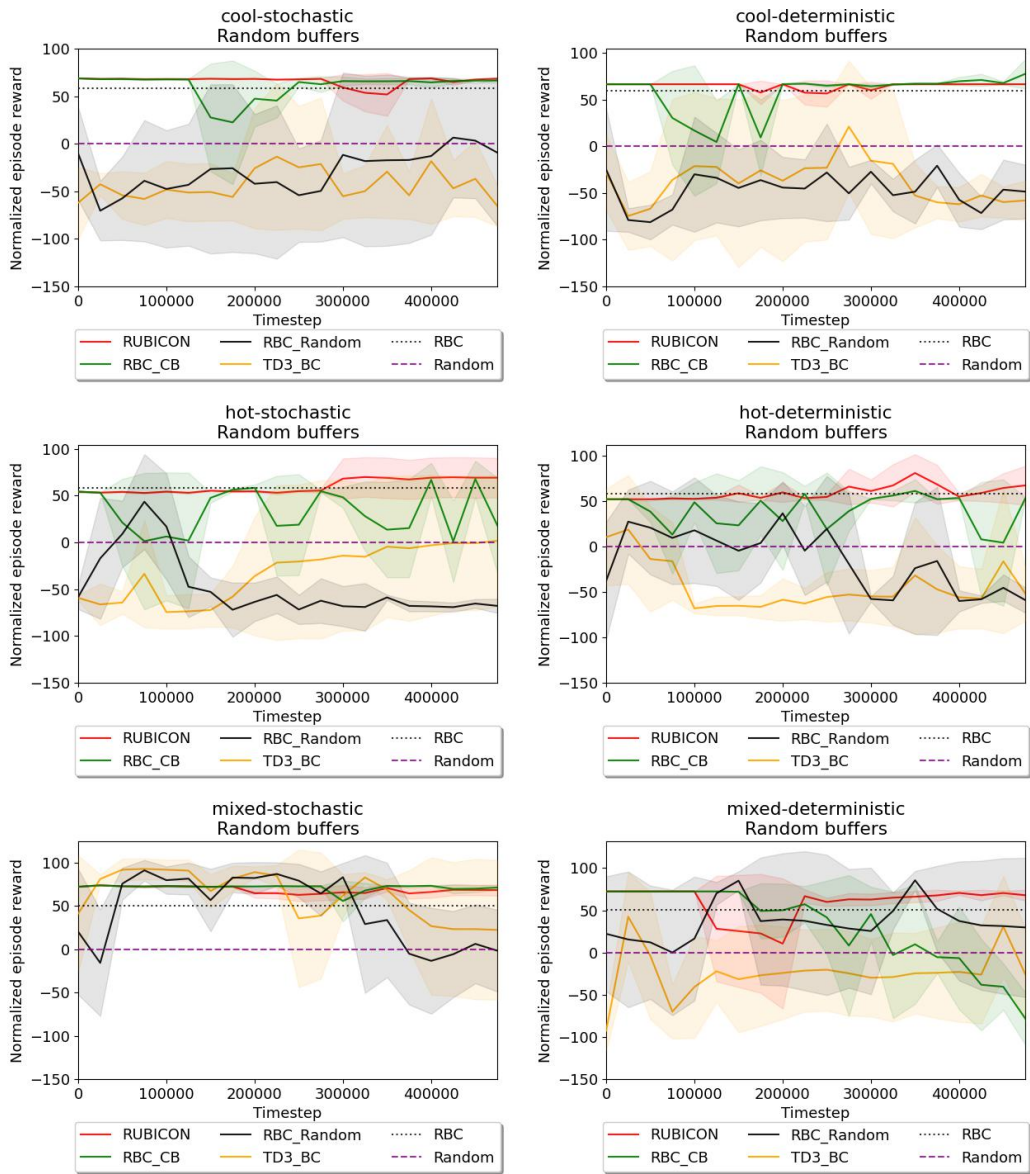 cool-stochastic
Random buffers
Normalized episode reward
100
50
0
−50
−100
−150
0 100000 200000 300000 400000
Timestep
RUBICON RBC_Random RBC
RBC_CB TD3_BC Random
cool-deterministic
Random buffers
Normalized episode reward
100
50
0
−50
−100
−150
0 100000 200000 300000 400000
Timestep
RUBICON RBC_Random RBC
RBC_CB TD3_BC Random
hot-stochastic
Random buffers
Normalized episode reward
100
50
0
−50
−100
−150
0 100000 200000 300000 400000
Timestep
RUBICON RBC_Random RBC
RBC_CB TD3_BC Random
hot-deterministic
Random buffers
Normalized episode reward
100
50
0
−50
−100
−150
0 100000 200000 300000 400000
Timestep
RUBICON RBC_Random RBC
RBC_CB TD3_BC Random
mixed-stochastic
Random buffers
Normalized episode reward
100
50
0
−50
−100
−150
0 100000 200000 300000 400000
Timestep
RUBICON RBC_Random RBC
RBC_CB TD3_BC Random
mixed-deterministic
Random buffers
Normalized episode reward
100
50
0
−50
−100
−150
0 100000 200000 300000 400000
Timestep
RUBICON RBC_Random RBC
RBC_CB TD3_BC Random